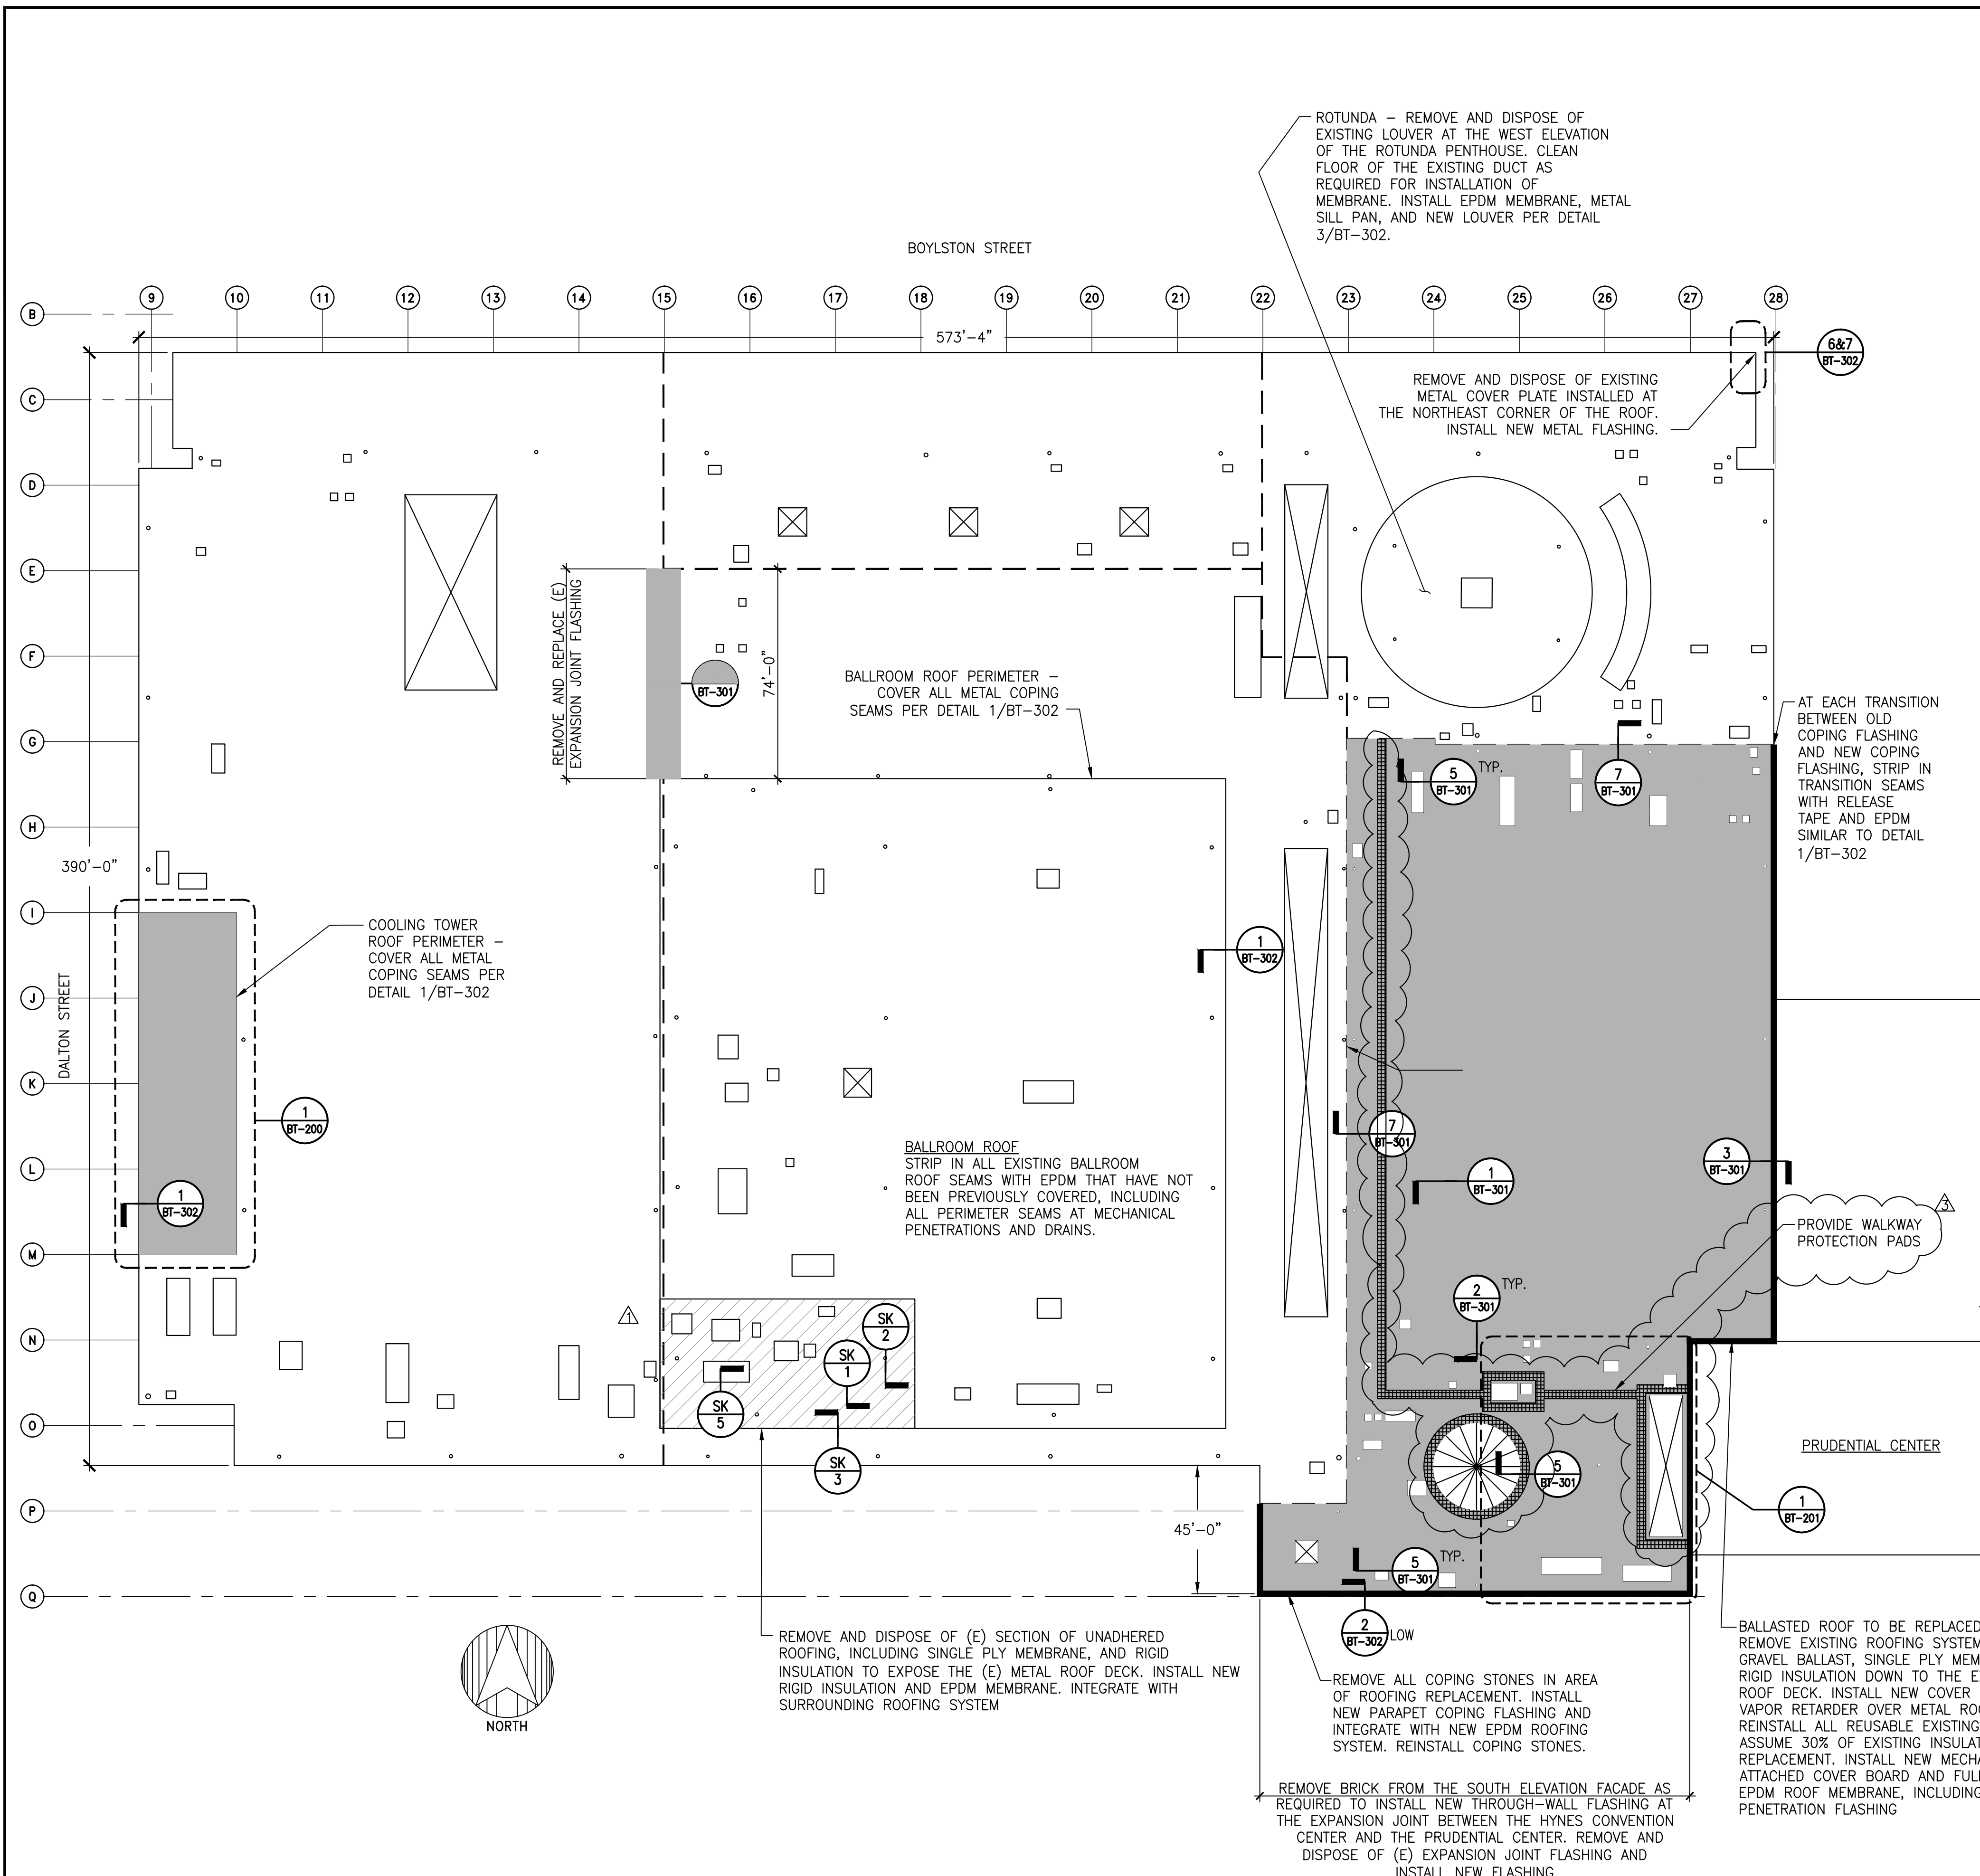 ROTUNDA – REMOVE AND DISPOSE OF
EXISTING LOUVER AT THE WEST ELEVATION
OF THE ROTUNDA PENTHOUSE. CLEAN
FLOOR OF THE EXISTING DUCT AS
REQUIRED FOR INSTALLATION OF
MEMBRANE. INSTALL EPDM MEMBRANE, METAL
SILL PAN, AND NEW LOUVER PER DETAIL
3/BT–302.
BOYLSTON STREET
9 10 11 12 13 14 15 16 17 18 19 20 21 22 23 24 25 26 27 28
B
573'–4"
6&7
BT–302
C
REMOVE AND DISPOSE OF EXISTING
METAL COVER PLATE INSTALLED AT
THE NORTHEAST CORNER OF THE ROOF.
INSTALL NEW METAL FLASHING.
D
E
REMOVE AND REPLACE (E)
EXPANSION JOINT FLASHING
74'–0"
BT–301
F
BALLROOM ROOF PERIMETER –
COVER ALL METAL COPING
SEAMS PER DETAIL 1/BT–302
AT EACH TRANSITION
BETWEEN OLD
COPING FLASHING
AND NEW COPING
FLASHING, STRIP IN
TRANSITION SEAMS
WITH RELEASE
TAPE AND EPDM
SIMILAR TO DETAIL
1/BT–302
G
5
BT–301
TYP.
7
BT–301
H
390'–0"
I
COOLING TOWER
ROOF PERIMETER –
COVER ALL METAL
COPING SEAMS PER
DETAIL 1/BT–302
1
BT–302
J
DALTON STREET
K
1
BT–200
7
BT–301
BALLROOM ROOF
STRIP IN ALL EXISTING BALLROOM
ROOF SEAMS WITH EPDM THAT HAVE NOT
BEEN PREVIOUSLY COVERED, INCLUDING
ALL PERIMETER SEAMS AT MECHANICAL
PENETRATIONS AND DRAINS.
L
1
BT–302
1
BT–301
3
BT–301
3
PROVIDE WALKWAY
PROTECTION PADS
M
2
BT–301
TYP.
1
N
SK
2
SK
1
SK
5
SK
3
O
5
BT–301
PRUDENTIAL CENTER
1
BT–201
P
45'–0"
5
BT–301
TYP.
Q
2
BT–302
LOW
NORTH
REMOVE AND DISPOSE OF (E) SECTION OF UNADHERED
ROOFING, INCLUDING SINGLE PLY MEMBRANE, AND RIGID
INSULATION TO EXPOSE THE (E) METAL ROOF DECK. INSTALL NEW
RIGID INSULATION AND EPDM MEMBRANE. INTEGRATE WITH
SURROUNDING ROOFING SYSTEM
REMOVE ALL COPING STONES IN AREA
OF ROOFING REPLACEMENT. INSTALL
NEW PARAPET COPING FLASHING AND
INTEGRATE WITH NEW EPDM ROOFING
SYSTEM. REINSTALL COPING STONES.
BALLASTED ROOF TO BE REPLACED
REMOVE EXISTING ROOFING SYSTEM
GRAVEL BALLAST, SINGLE PLY MEM
RIGID INSULATION DOWN TO THE E
ROOF DECK. INSTALL NEW COVER
VAPOR RETARDER OVER METAL ROO
REINSTALL ALL REUSABLE EXISTING
ASSUME 30% OF EXISTING INSULAT
REPLACEMENT. INSTALL NEW MECHA
ATTACHED COVER BOARD AND FULL
EPDM ROOF MEMBRANE, INCLUDING
PENETRATION FLASHING
REMOVE BRICK FROM THE SOUTH ELEVATION FACADE AS
REQUIRED TO INSTALL NEW THROUGH–WALL FLASHING AT
THE EXPANSION JOINT BETWEEN THE HYNES CONVENTION
CENTER AND THE PRUDENTIAL CENTER. REMOVE AND
DISPOSE OF (E) EXPANSION JOINT FLASHING AND
INSTALL NEW FLASHING